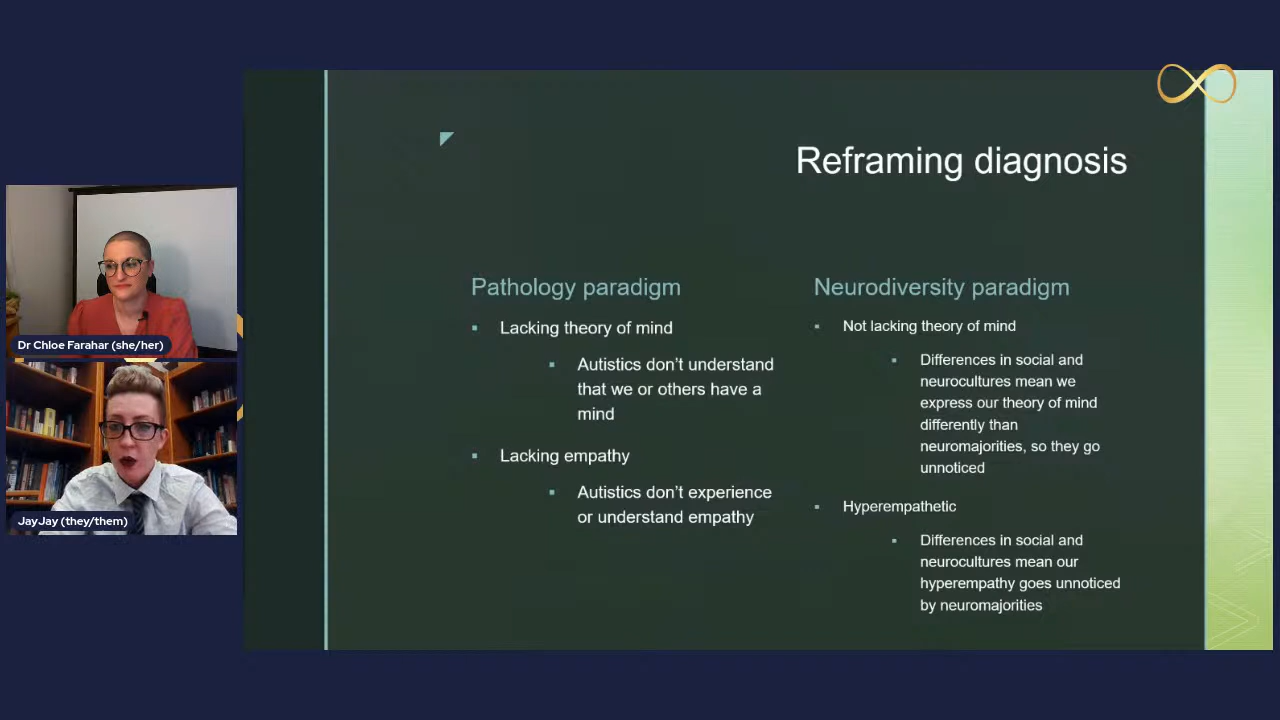 Reframing diagnosis
Pathology paradigm
Lacking theory of mind
Autistics don't understand
that we or others have a
mind
Lacking empathy
Autistics don't experience
or understand empathy
Neurodiversity paradigm
Not lacking theory of mind
Differences in social and
neurocultures mean we
express our theory of mind
differently than
neuromajorities, so they go
unnoticed
Hyperempathetic
Differences in social and
neurocultures mean our
hyperempathy goes unnoticed
by neuromajorities
Dr Chloe Farahar (she/her)
JayJay (they/them)